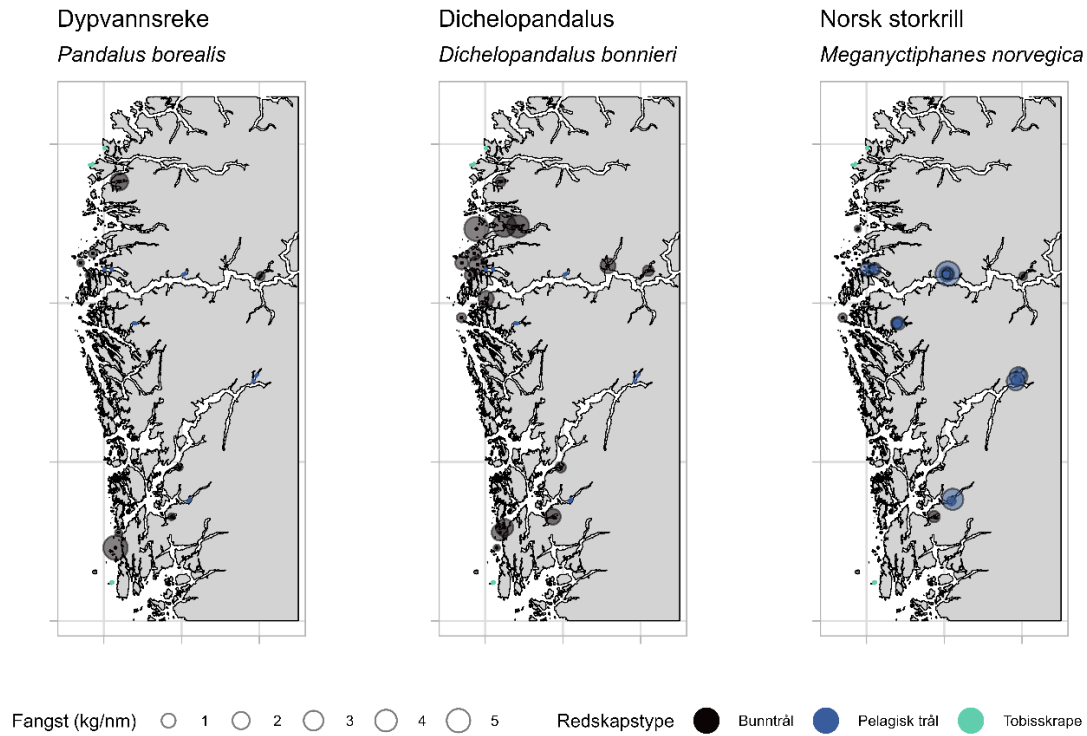 Dypvannsreke
Pandalus borealis
Dichelopandalus
Dichelopandalus bonnieri
Norsk storkrill
Meganyctiphanes norvegica
Fangst (kg/nm) 1 2 3 4 5 Redskapstype Bunntrål Pelagisk trål Tobisskrape